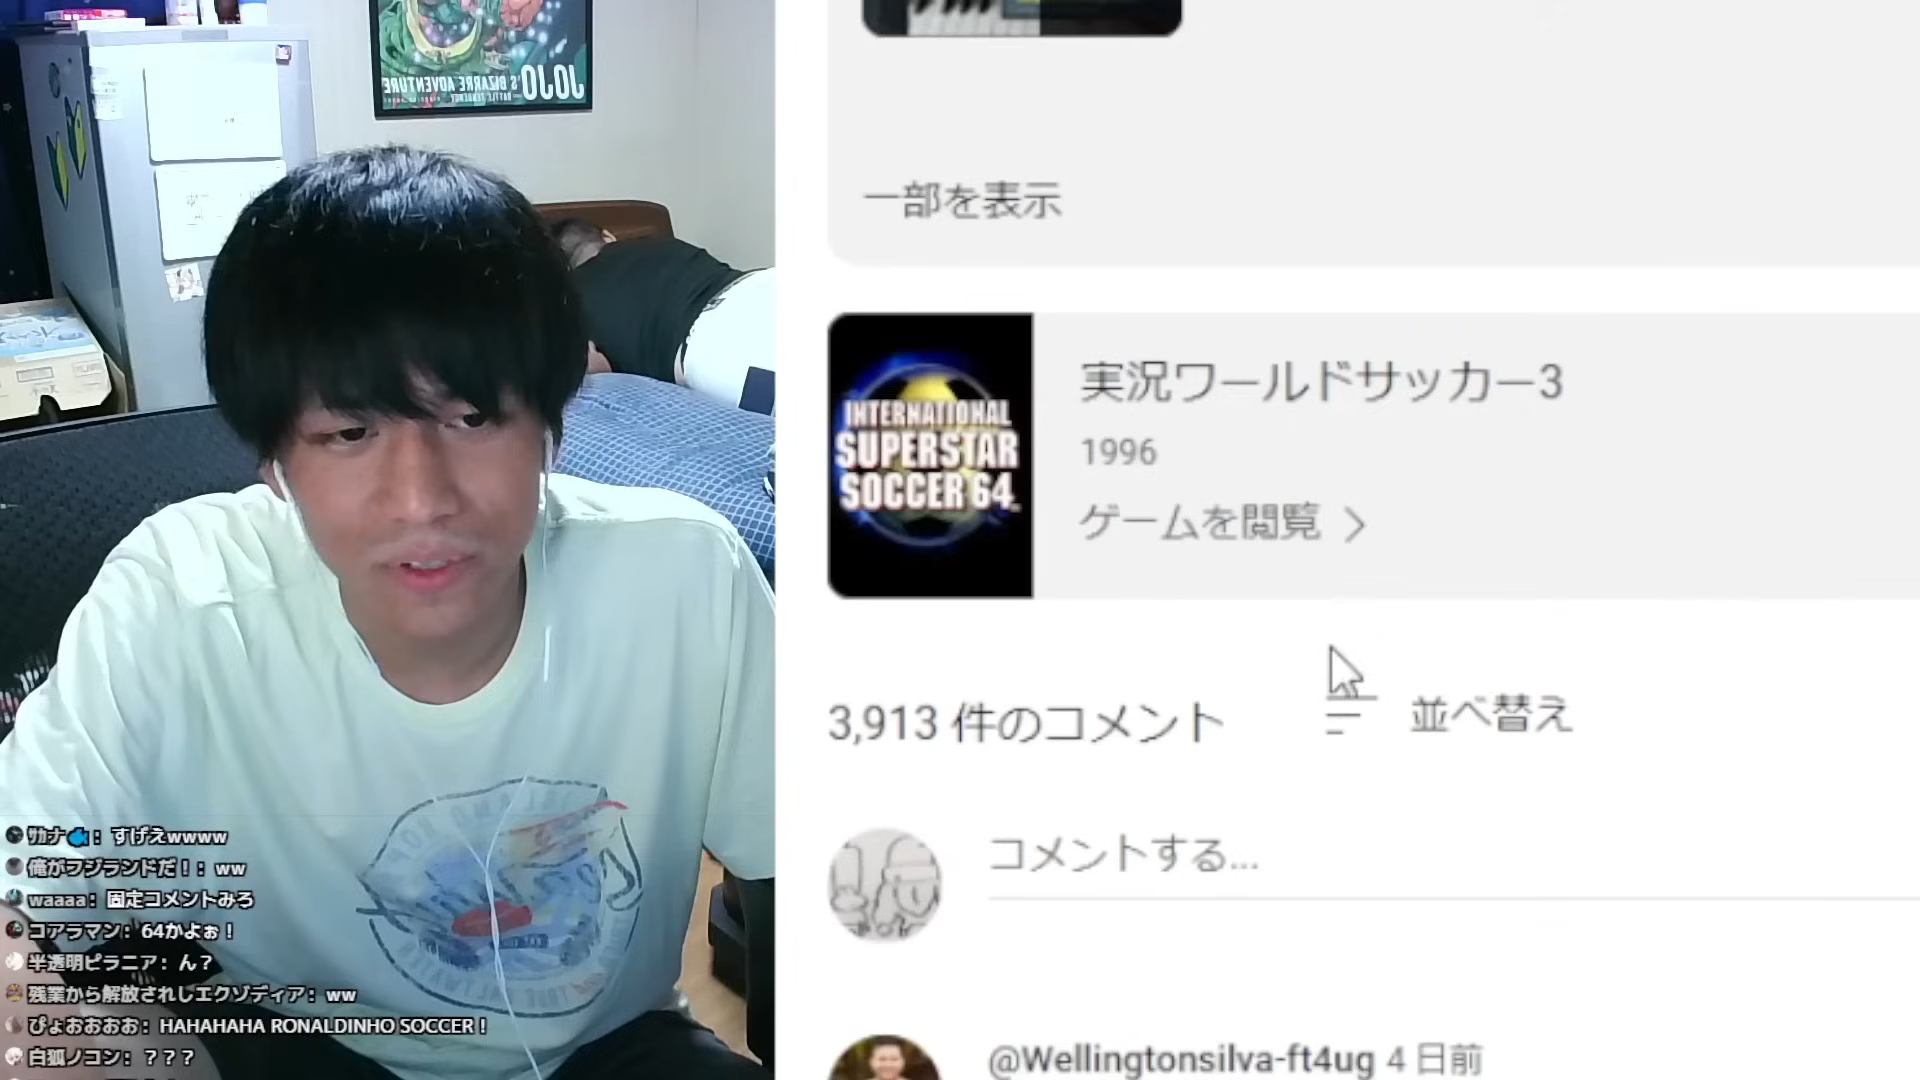 JOJO'S BIZARRE ADVENTURE
BATTLE TENDENCY
一部を表示
INTERNATIONAL
SUPERSTAR
SOCCER 64
実況ワールドサッカー3
1996
ゲームを閲覧
3,913 件のコメント
並べ替え
コメントする...
@Wellingtonsilva-ft4ug 4 日前
サカナ: すげえwwww
俺がフジランドだ!: ww
waaaa: 固定コメントみろ
コアラマン: 64かよぉ!
半透明ピラニア: ん?
残業から解放されしエクゾディア: ww
ぴょおおおお: HAHAHAHA RONALDINHO SOCCER!
白狐ノコン: ???